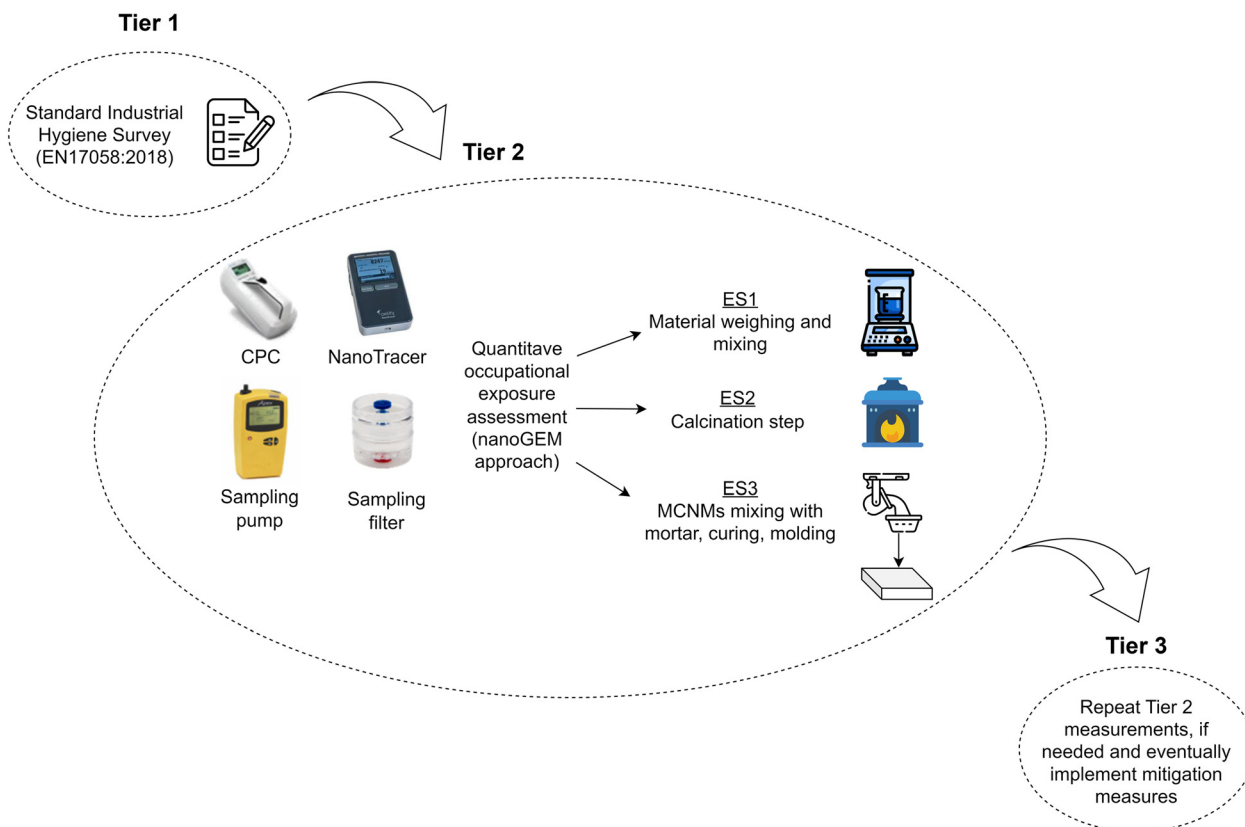 Tier 1
Standard Industrial
Hygiene Survey
(EN17058:2018)
Tier 2
CPC
NanoTracer
Sampling
pump
Sampling
filter
Quantitave
occupational
exposure
assessment
(nanoGEM
approach)
ES1
Material weighing and
mixing
ES2
Calcination step
ES3
MCNMs mixing with
mortar, curing, molding
Tier 3
Repeat Tier 2
measurements, if
needed and eventually
implement mitigation
measures